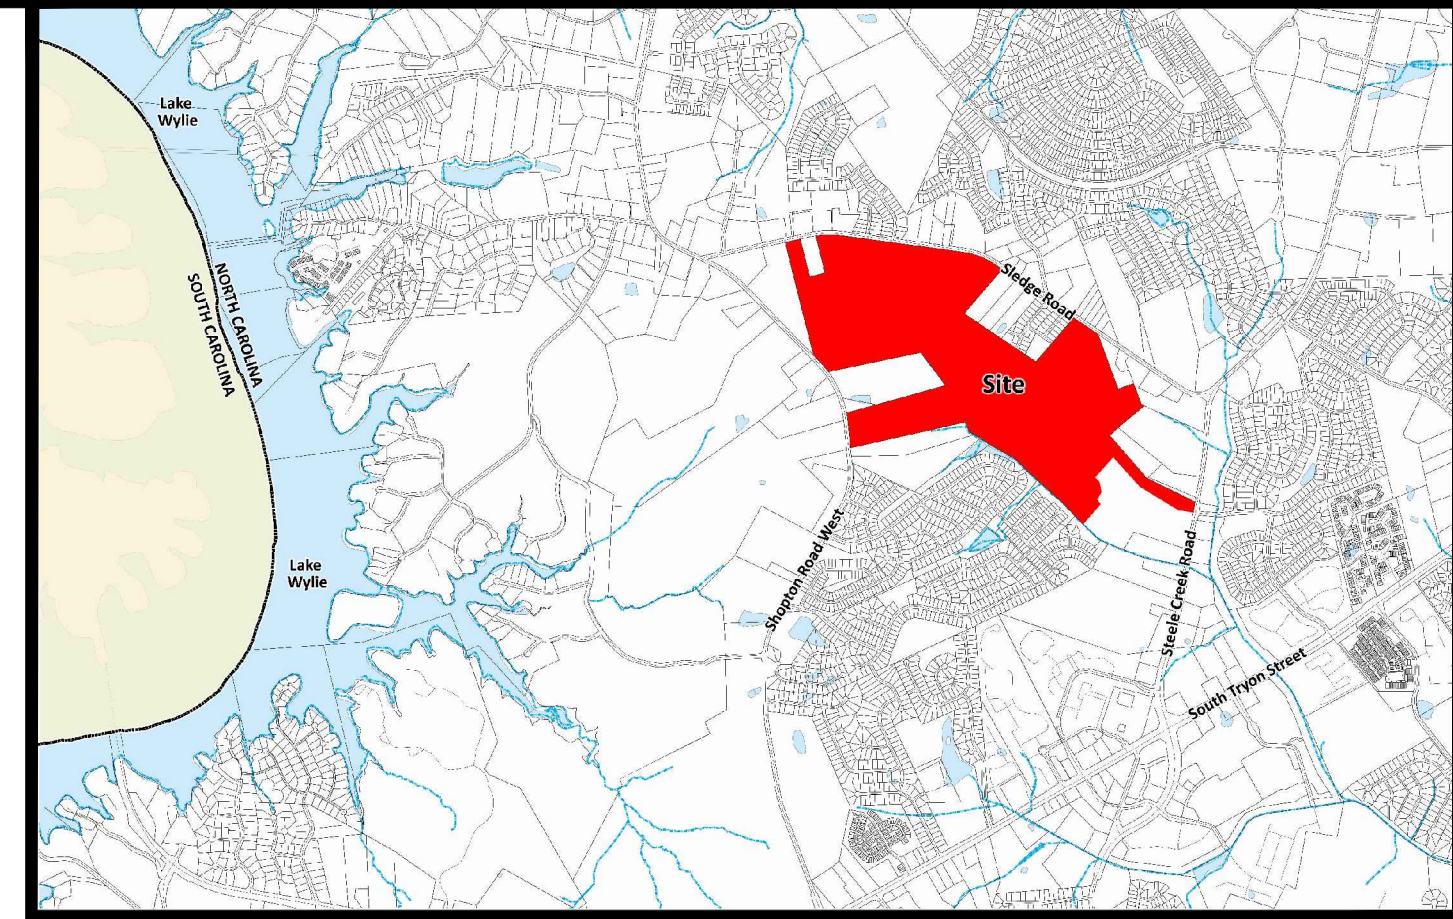 Lake
Wylie
NORTH CAROLINA
SOUTH CAROLINA
Sledge Road
Site
Shopton Road West
Lake
Wylie
Steele Creek Road
South Tryon Street